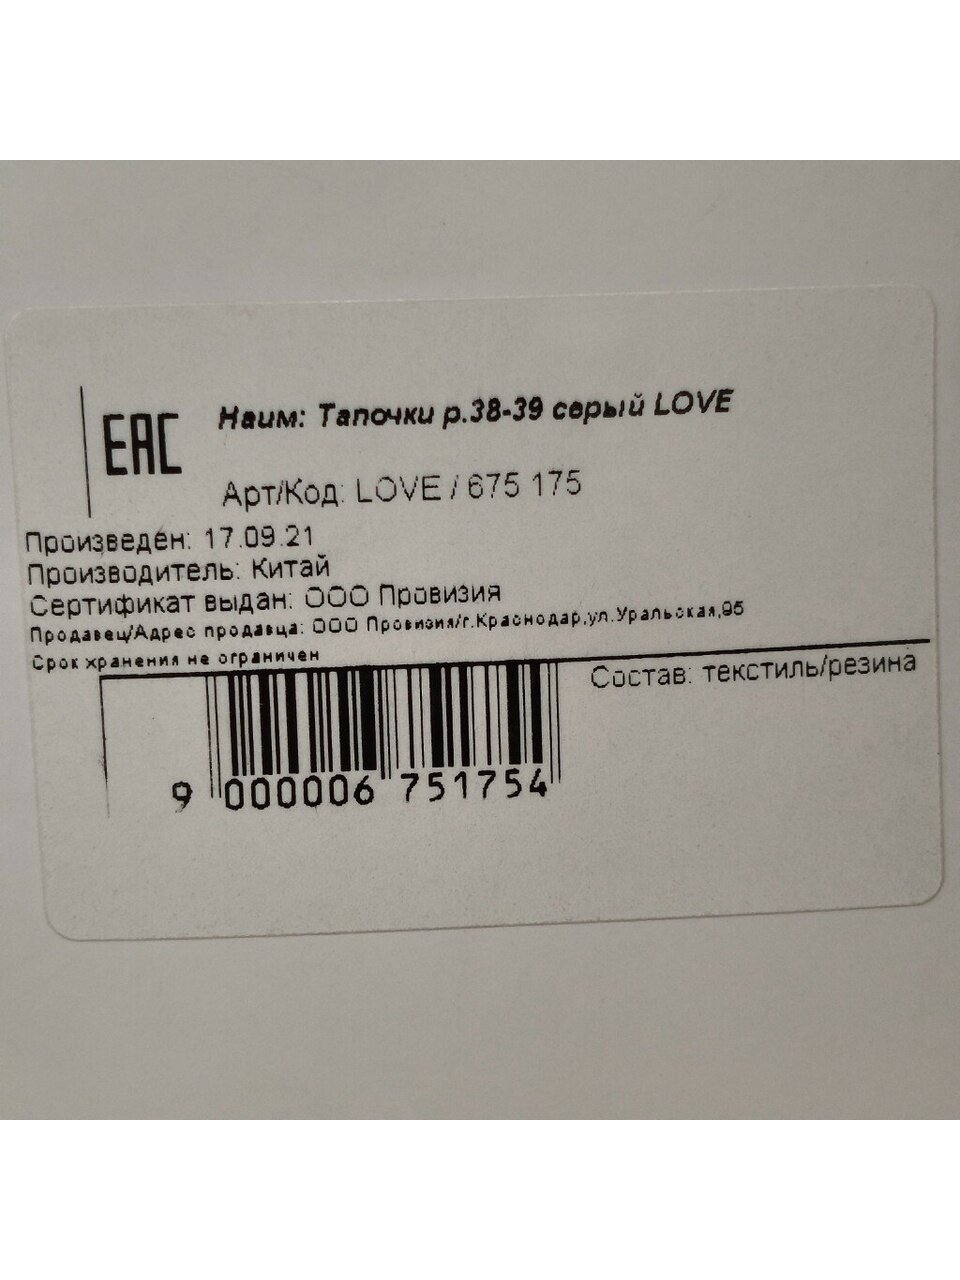 EAC
Наим: Тапочки р.38-39 серый LOVE
Арт/Код: LOVE / 675 175
Произведен: 17.09.21
Производитель: Китай
Сертификат выдан: ООО Провизия
Продавец/Адрес продавца: ООО Провизия/г.Краснодар,ул.Уральская,95
Срок хранения не ограничен
Состав: текстиль/резина
9 000006 751754